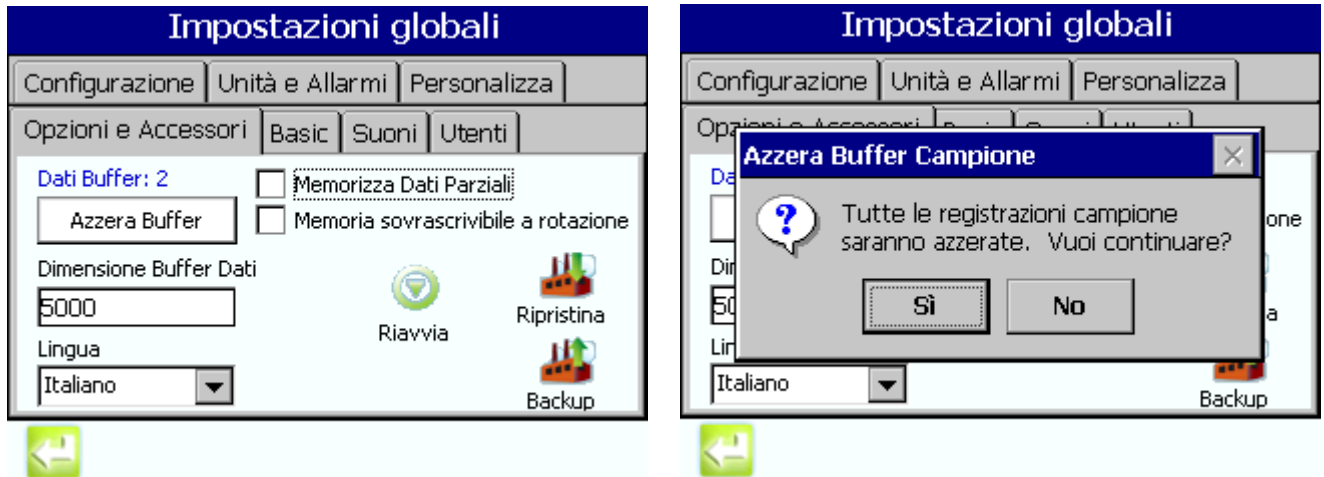 Impostazioni globali
Configurazione Unità e Allarmi Personalizza
Opzioni e Accessori Basic Suoni Utenti
Dati Buffer: 2
Memorizza Dati Parziali
Azzera Buffer
Memoria sovrascrivibile a rotazione
Dimensione Buffer Dati
5000
Riavvia
Ripristina
Lingua
Italiano
Backup
Impostazioni globali
Configurazione Unità e Allarmi Personalizza
Azzera Buffer Campione
Tutte le registrazioni campione
saranno azzerate. Vuoi continuare?
Sì No
Italiano
Backup